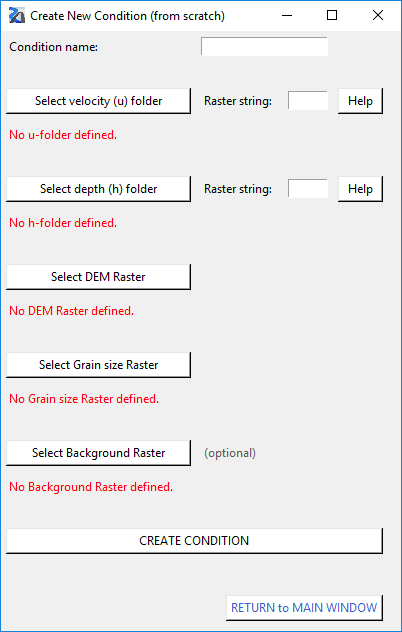 Create New Condition (from scratch)
Condition name:
Select velocity (u) folder Raster string: Help
No u-folder defined.
Select depth (h) folder Raster string: Help
No h-folder defined.
Select DEM Raster
No DEM Raster defined.
Select Grain size Raster
No Grain size Raster defined.
Select Background Raster (optional)
No Background Raster defined.
CREATE CONDITION
RETURN to MAIN WINDOW